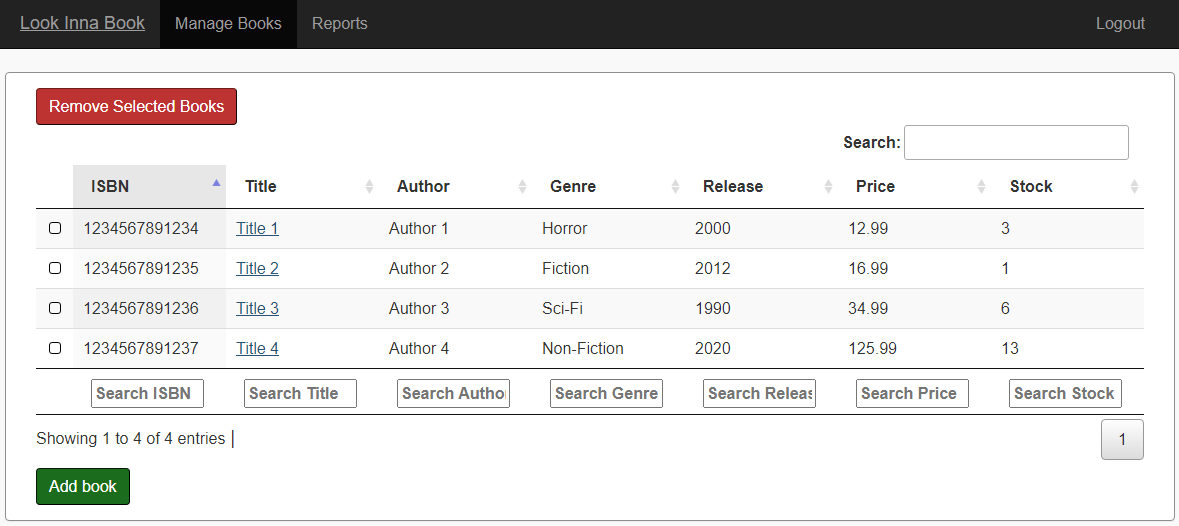 Look Inna Book Manage Books Reports Logout
Remove Selected Books
Search:
ISBN Title Author Genre Release Price Stock
1234567891234 Title 1 Author 1 Horror 2000 12.99 3
1234567891235 Title 2 Author 2 Fiction 2012 16.99 1
1234567891236 Title 3 Author 3 Sci-Fi 1990 34.99 6
1234567891237 Title 4 Author 4 Non-Fiction 2020 125.99 13
Search ISBN Search Title Search Autho Search Genre Search Releas Search Price Search Stock
Showing 1 to 4 of 4 entries | 1
Add book